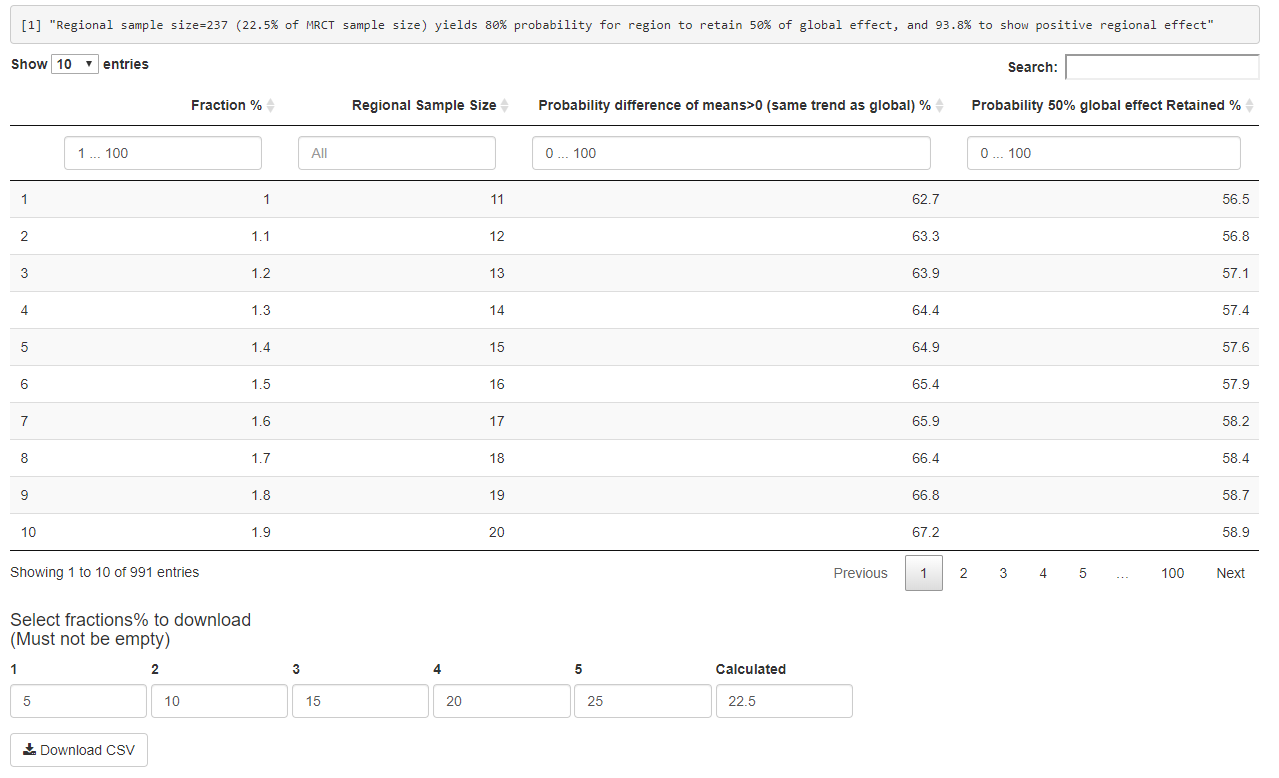 [1] "Regional sample size=237 (22.5% of MRCT sample size) yields 80% probability for region to retain 50% of global effect, and 93.8% to show positive regional effect"
Show 10 entries Search:
Fraction % Regional Sample Size Probability difference of means>0 (same trend as global) % Probability 50% global effect Retained %
1 ... 100 All 0 ... 100 0 ... 100
1 1 11 62.7 56.5
2 1.1 12 63.3 56.8
3 1.2 13 63.9 57.1
4 1.3 14 64.4 57.4
5 1.4 15 64.9 57.6
6 1.5 16 65.4 57.9
7 1.6 17 65.9 58.2
8 1.7 18 66.4 58.4
9 1.8 19 66.8 58.7
10 1.9 20 67.2 58.9
Showing 1 to 10 of 991 entries Previous 1 2 3 4 5 ... 100 Next
Select fractions% to download
(Must not be empty)
1 2 3 4 5 Calculated
5 10 15 20 25 22.5
Download CSV